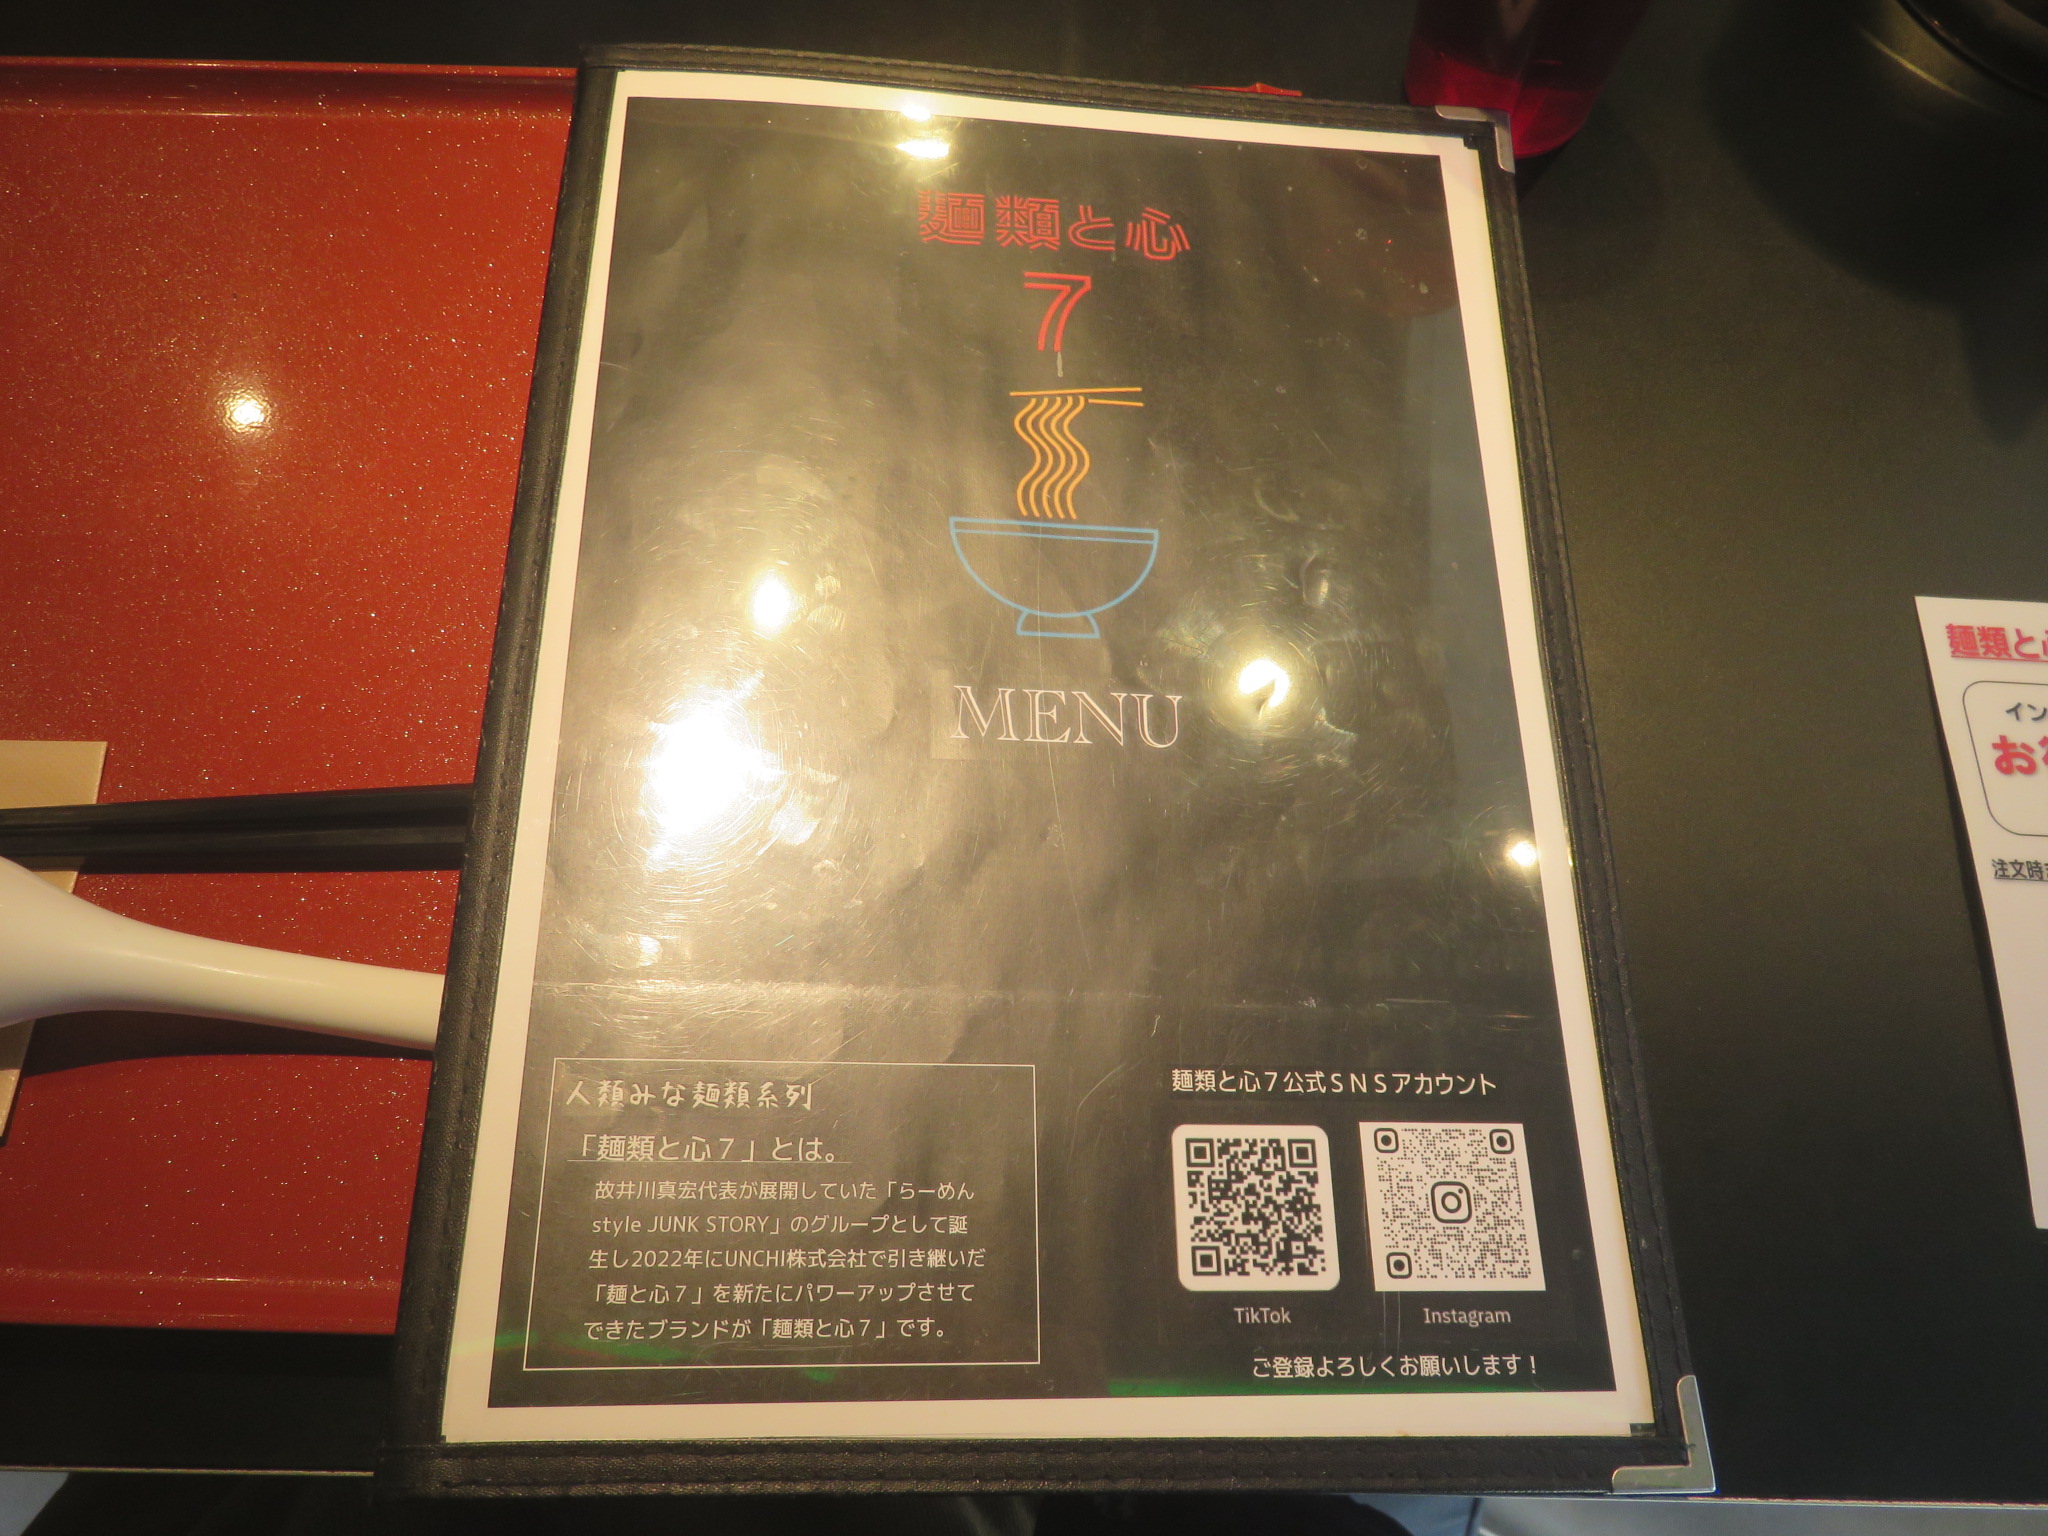 麺類と心
7
MENU
人類みな麺類系列
「麺類と心７」とは。
故井川真宏代表が展開していた「らーめん
style JUNK STORY」のグループとして誕
生し2022年にUNCHI株式会社で引き継いだ
「麺と心７」を新たにパワーアップさせて
できたブランドが「麺類と心７」です。
麺類と心７公式ＳＮＳアカウント
TikTok
Instagram
ご登録よろしくお願いします！
麺類と
イン
お
注文時